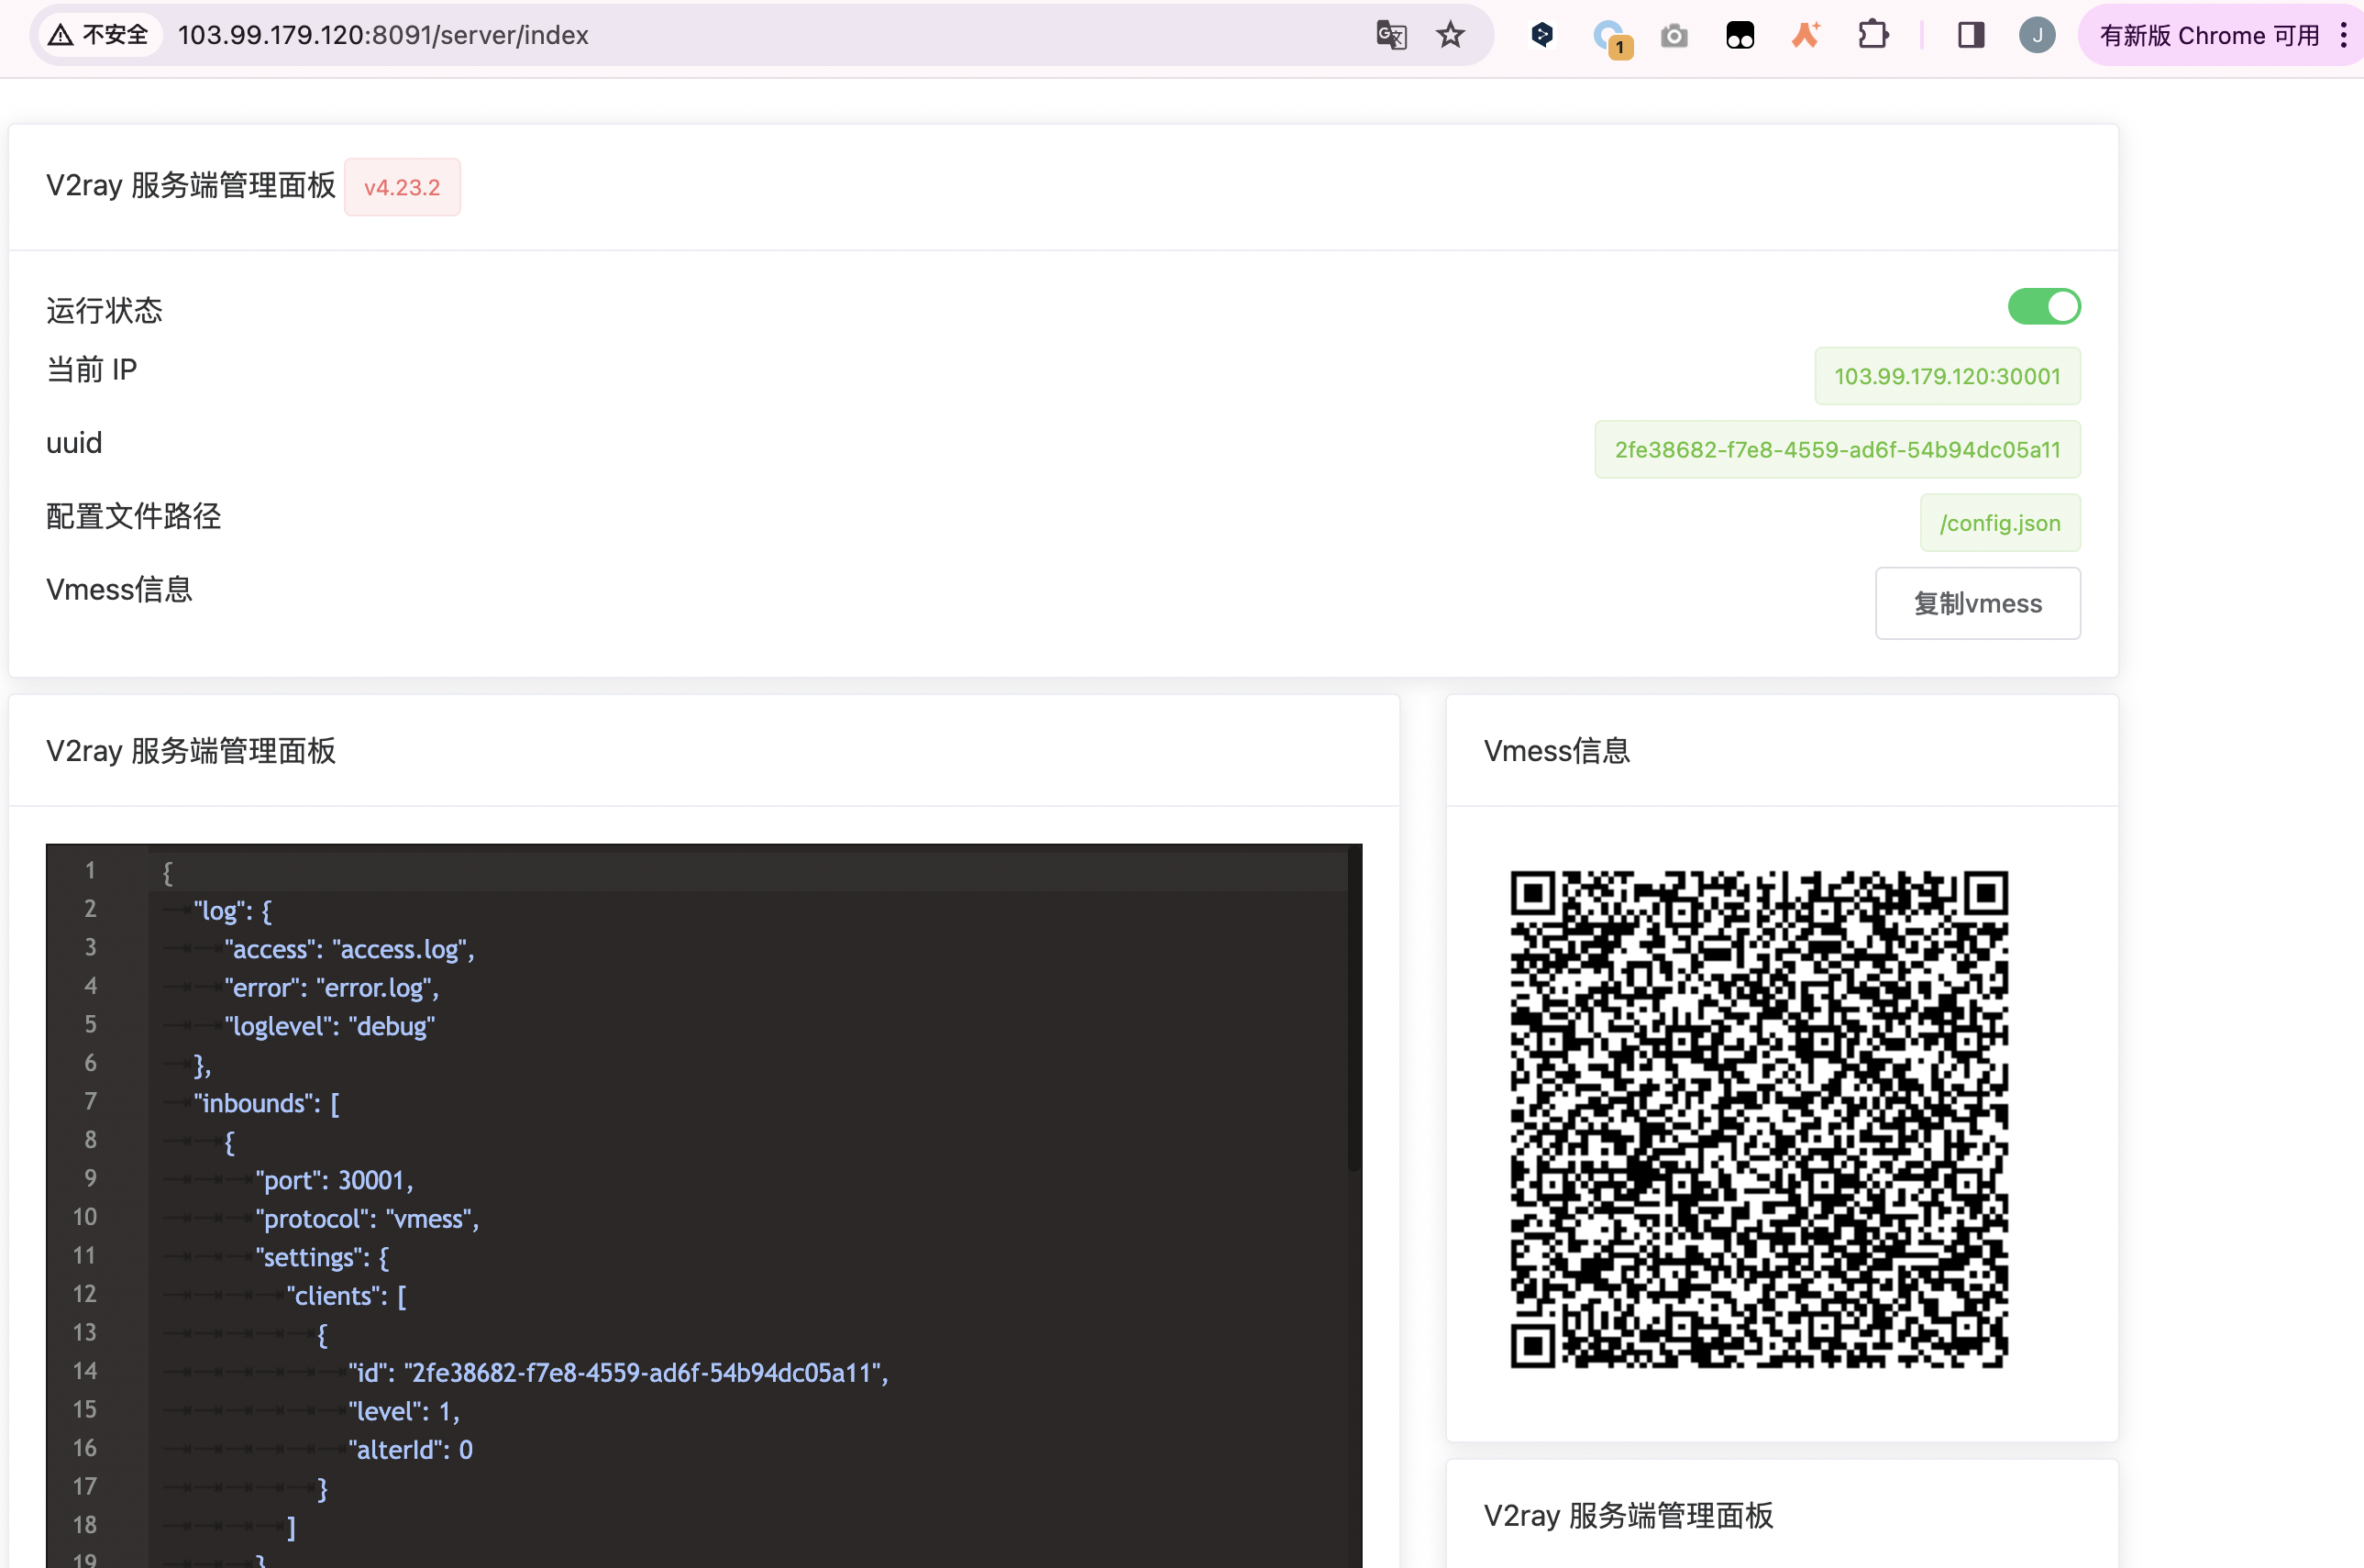 不安全 103.99.179.120:8091/server/index 1 J 有新版 Chrome 可用
V2ray 服务端管理面板 v4.23.2
运行状态
当前 IP 103.99.179.120:30001
uuid 2fe38682-f7e8-4559-ad6f-54b94dc05a11
配置文件路径 /config.json
Vmess信息 复制vmess
V2ray 服务端管理面板
1 {
2 "log": {
3 "access": "access.log",
4 "error": "error.log",
5 "loglevel": "debug"
6 },
7 "inbounds": [
8 {
9 "port": 30001,
10 "protocol": "vmess",
11 "settings": {
12 "clients": [
13 {
14 "id": "2fe38682-f7e8-4559-ad6f-54b94dc05a11",
15 "level": 1,
16 "alterId": 0
17 }
18 ]
19 }
Vmess信息
V2ray 服务端管理面板